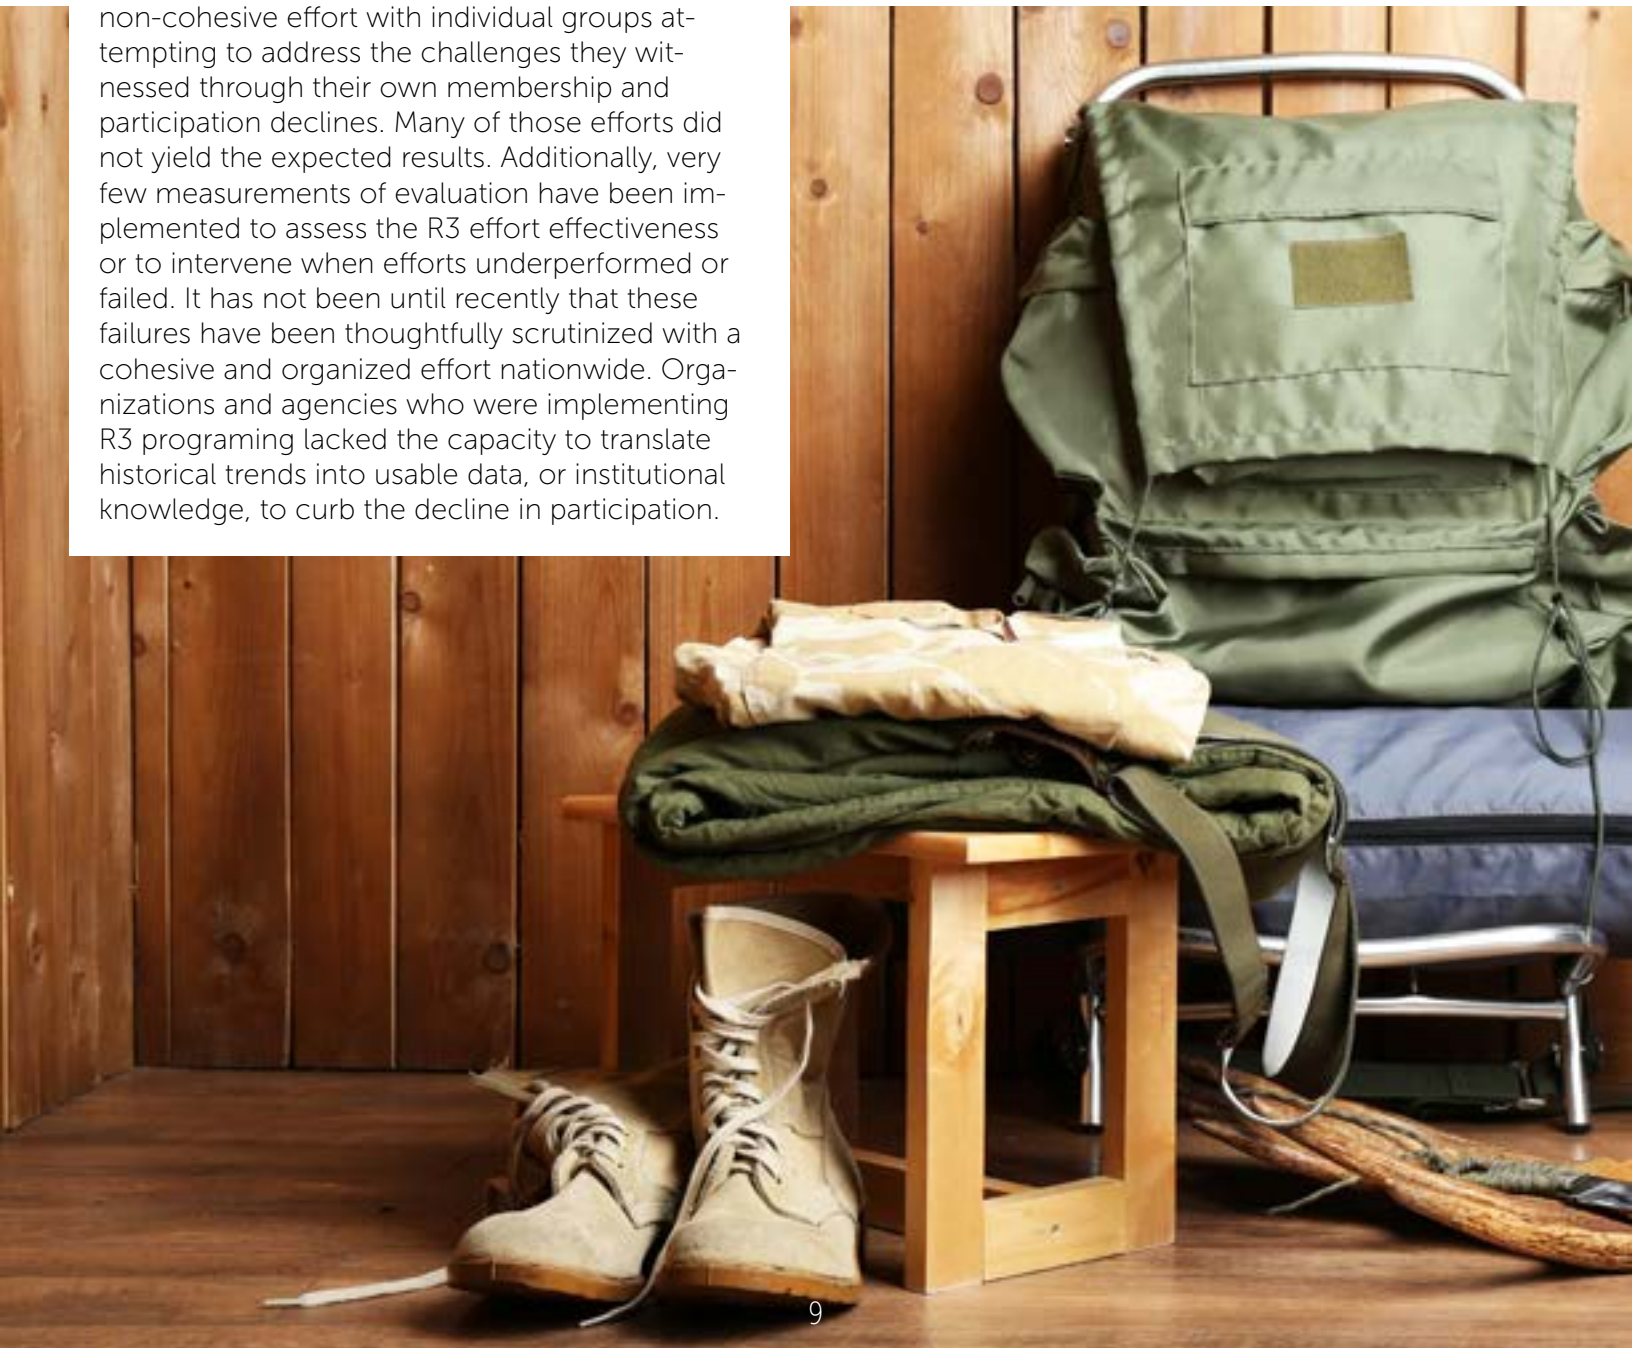 non-cohesive effort with individual groups at-
tempting to address the challenges they wit-
nessed through their own membership and
participation declines. Many of those efforts did
not yield the expected results. Additionally, very
few measurements of evaluation have been im-
plemented to assess the R3 effort effectiveness
or to intervene when efforts underperformed or
failed. It has not been until recently that these
failures have been thoughtfully scrutinized with a
cohesive and organized effort nationwide. Orga-
nizations and agencies who were implementing
R3 programing lacked the capacity to translate
historical trends into usable data, or institutional
knowledge, to curb the decline in participation.
9